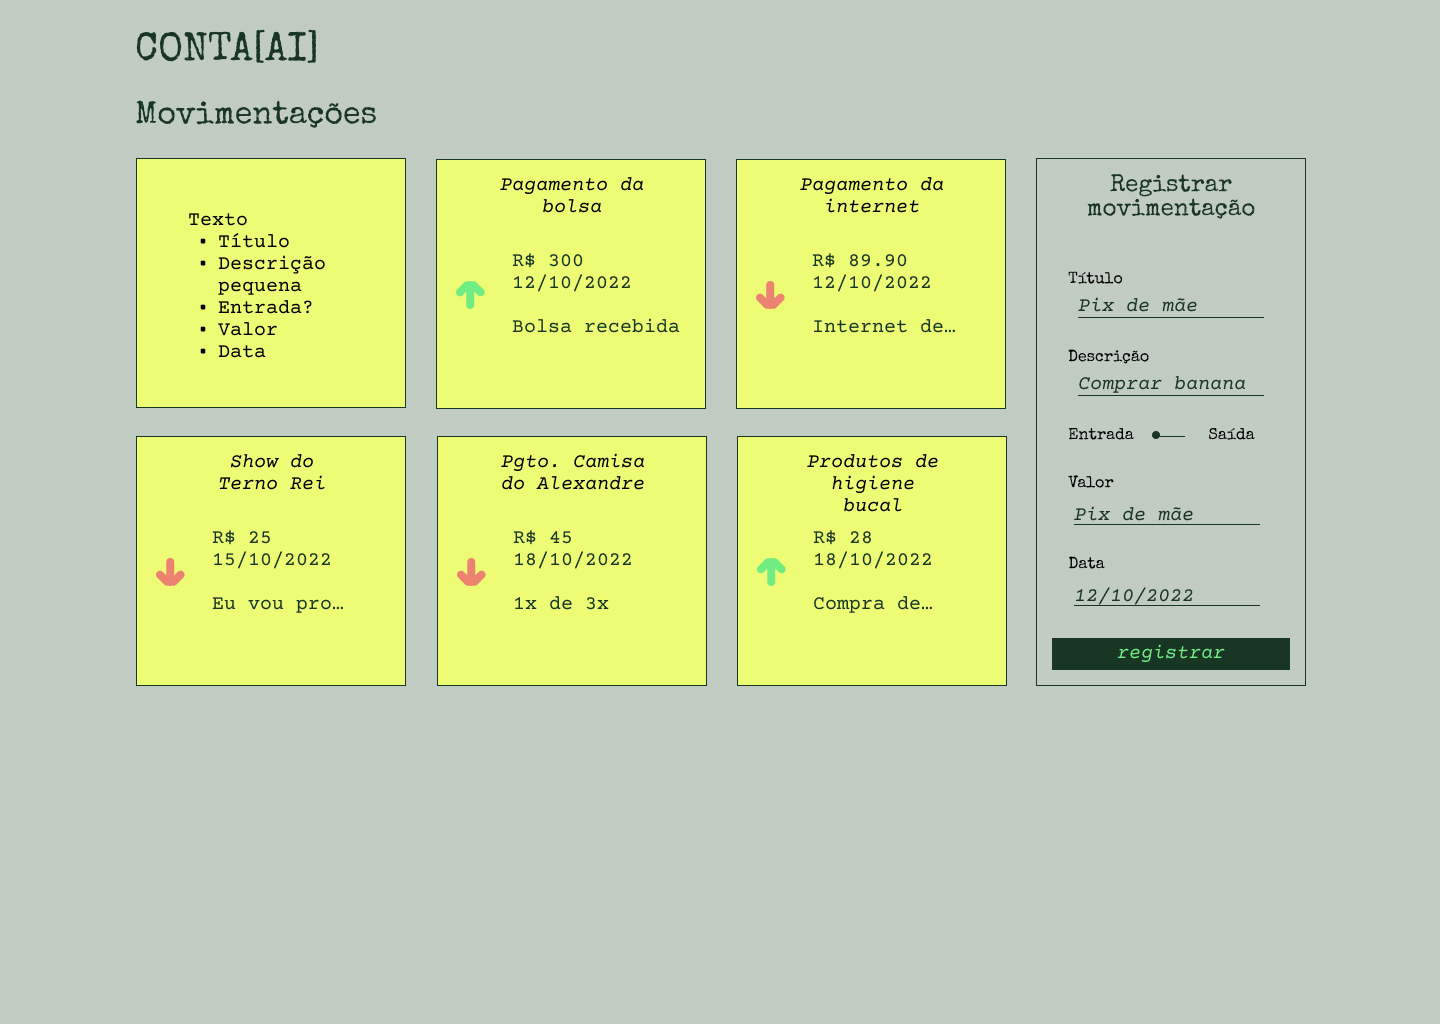 CONTA[AI]
Movimentações
Texto
• Título
• Descrição
pequena
• Entrada?
• Valor
• Data
Pagamento da
bolsa
R$ 300
12/10/2022
Bolsa recebida
Pagamento da
internet
R$ 89.90
12/10/2022
Internet de…
Show do
Terno Rei
R$ 25
15/10/2022
Eu vou pro…
Pgto. Camisa
do Alexandre
R$ 45
18/10/2022
1x de 3x
Produtos de
higiene
bucal
R$ 28
18/10/2022
Compra de…
Registrar
movimentação
Título
Pix de mãe
Descrição
Comprar banana
Entrada Saída
Valor
Pix de mãe
Data
12/10/2022
registrar